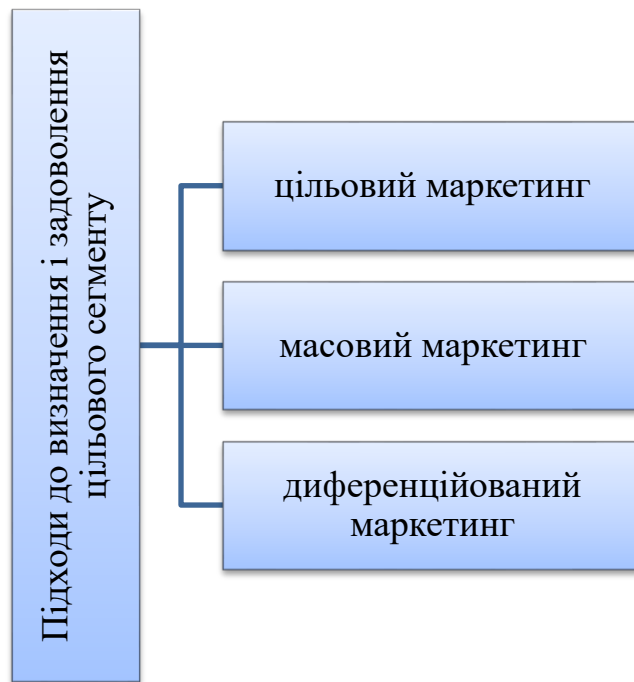 Підходи до визначення і задоволення
цільового сегменту
цільовий маркетинг
масовий маркетинг
диференційований
маркетинг